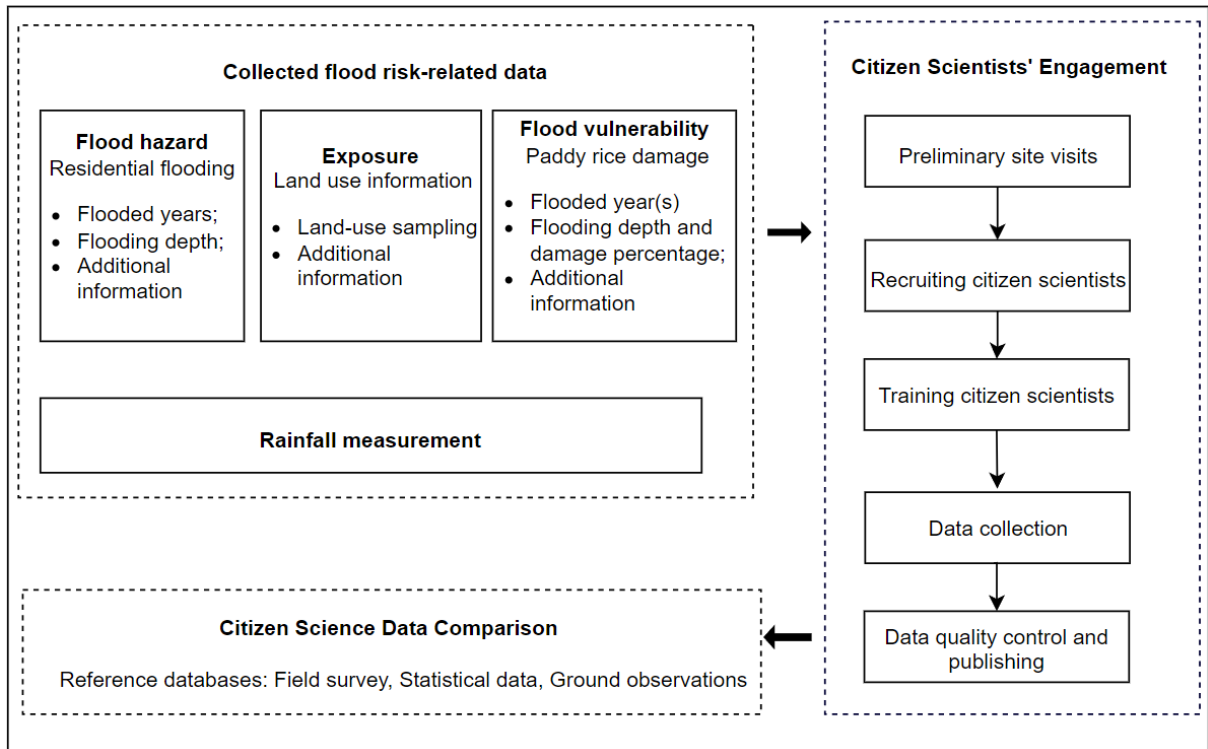 Collected flood risk-related data
Flood hazard
Residential flooding
• Flooded years;
• Flooding depth;
• Additional
information
Exposure
Land use information
• Land-use sampling
• Additional
information
Flood vulnerability
Paddy rice damage
• Flooded year(s)
• Flooding depth and
damage percentage;
• Additional
information
Rainfall measurement
Citizen Scientists' Engagement
Preliminary site visits
Recruiting citizen scientists
Training citizen scientists
Data collection
Data quality control and
publishing
Citizen Science Data Comparison
Reference databases: Field survey, Statistical data, Ground observations